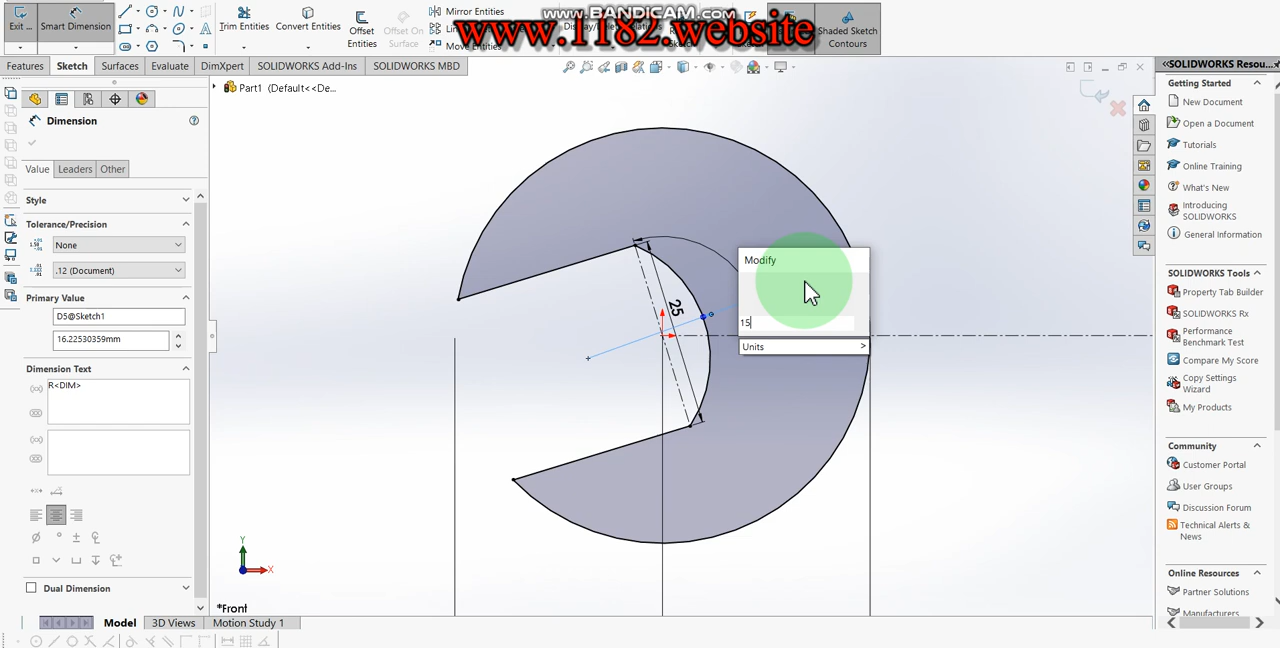 www.BANDICAM.com
www.1182.website
Exit ...
Smart Dimension
Trim Entities
Convert Entities
Offset
Entities
Offset On
Surface
Mirror Entities
Move Entities
Shaded Sketch
Contours
Features
Sketch
Surfaces
Evaluate
DimXpert
SOLIDWORKS Add-Ins
SOLIDWORKS MBD
Part1 (Default<<De...
Dimension
Value
Leaders
Other
Style
Tolerance/Precision
None
.12 (Document)
Primary Value
D5@Sketch1
16.22530359mm
Dimension Text
R<DIM>
Dual Dimension
25
Modify
15
Units
Y
X
*Front
Model
3D Views
Motion Study 1
SOLIDWORKS Resou...
Getting Started
New Document
Open a Document
Tutorials
Online Training
What's New
Introducing
SOLIDWORKS
General Information
SOLIDWORKS Tools
Property Tab Builder
SOLIDWORKS Rx
Performance
Benchmark Test
Compare My Score
Copy Settings
Wizard
My Products
Community
Customer Portal
User Groups
Discussion Forum
Technical Alerts &
News
Online Resources
Partner Solutions
Manufacturers